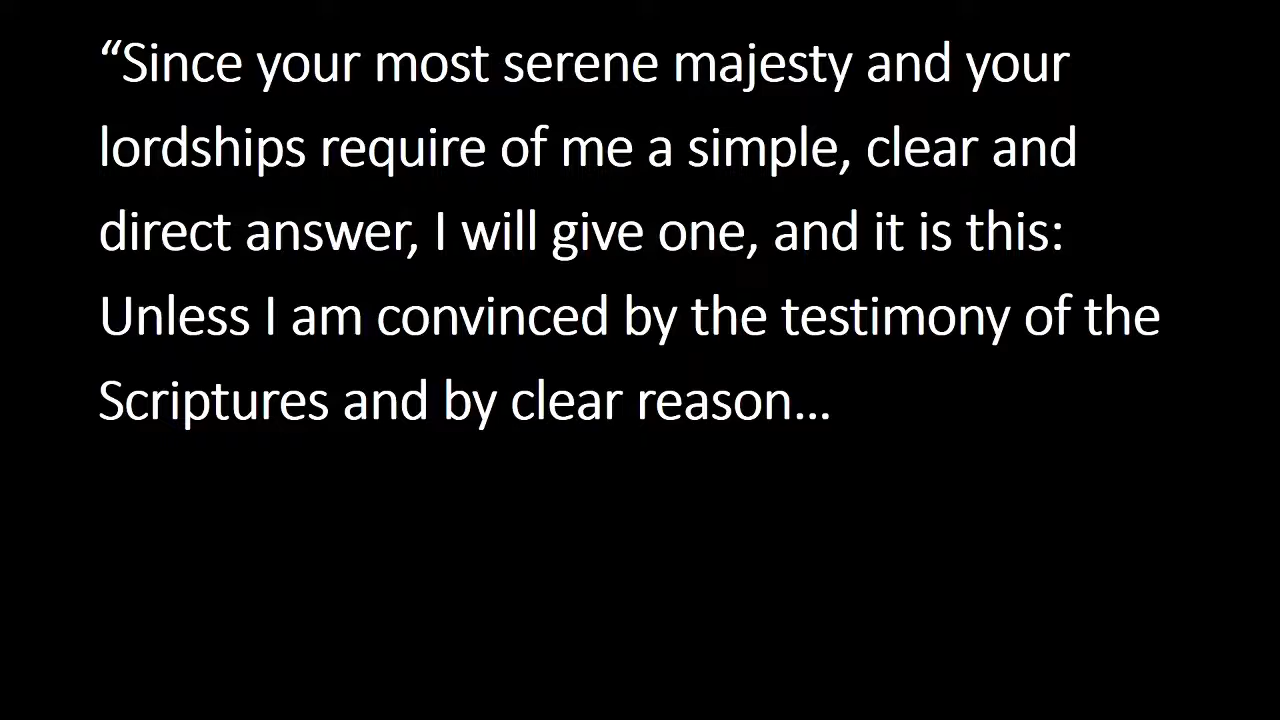 “Since your most serene majesty and your
lordships require of me a simple, clear and
direct answer, I will give one, and it is this:
Unless I am convinced by the testimony of the
Scriptures and by clear reason…